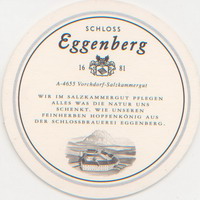 SCHLOSS
Eggenberg
16 81
A-4655 Vorchdorf-Salzkammergut
WIR IM SALZKAMMERGUT PFLEGEN
ALLES WAS DIE NATUR UNS
SCHENKT. WIE UNSEREN
FEINHERBEN HOPFENKÖNIG AUS
DER SCHLOSSBRAUEREI EGGENBERG.